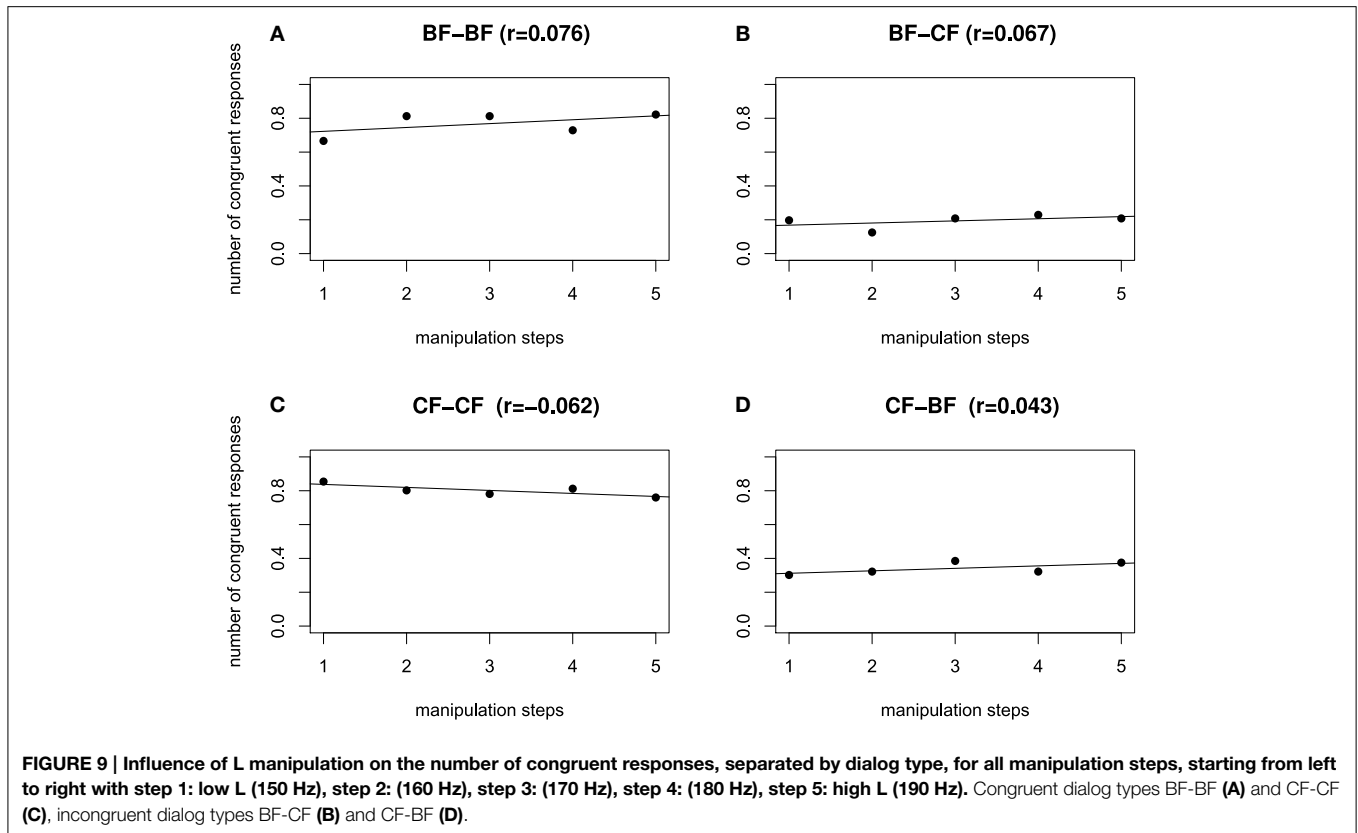 A BF−BF (r=0.076)
number of congruent responses
0.8
0.4
0.0
1 2 3 4 5
manipulation steps
B BF−CF (r=0.067)
0.8
0.4
0.0
1 2 3 4 5
manipulation steps
C CF−CF (r=−0.062)
number of congruent responses
0.8
0.4
0.0
1 2 3 4 5
manipulation steps
D CF−BF (r=0.043)
0.8
0.4
0.0
1 2 3 4 5
manipulation steps
FIGURE 9 | Influence of L manipulation on the number of congruent responses, separated by dialog type, for all manipulation steps, starting from left
to right with step 1: low L (150 Hz), step 2: (160 Hz), step 3: (170 Hz), step 4: (180 Hz), step 5: high L (190 Hz). Congruent dialog types BF-BF (A) and CF-CF
(C), incongruent dialog types BF-CF (B) and CF-BF (D).